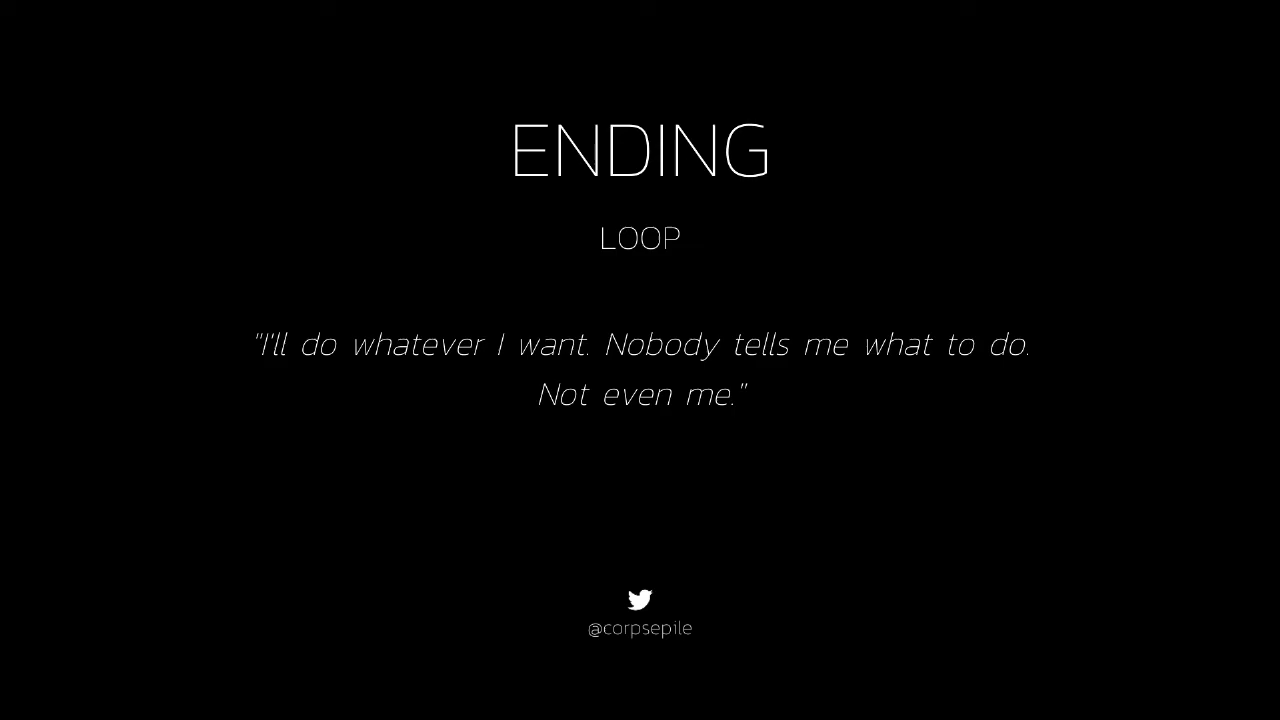 ENDING
LOOP
"I'll do whatever I want. Nobody tells me what to do.
Not even me."
@corpsepile